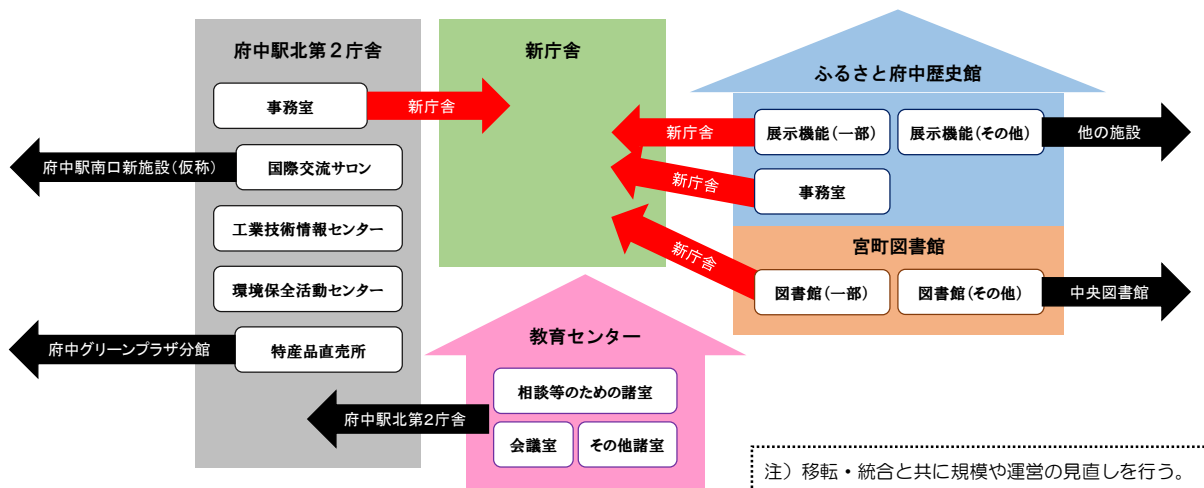 府中駅北第２庁舎
事務室
新庁舎
府中駅南口新施設(仮称)
国際交流サロン
工業技術情報センター
環境保全活動センター
府中グリーンプラザ分館
特産品直売所
新庁舎
ふるさと府中歴史館
新庁舎
展示機能(一部)
展示機能(その他)
他の施設
新庁舎
事務室
宮町図書館
新庁舎
図書館(一部)
図書館(その他)
中央図書館
教育センター
相談等のための諸室
府中駅北第2庁舎
会議室
その他諸室
注）移転・統合と共に規模や運営の見直しを行う。